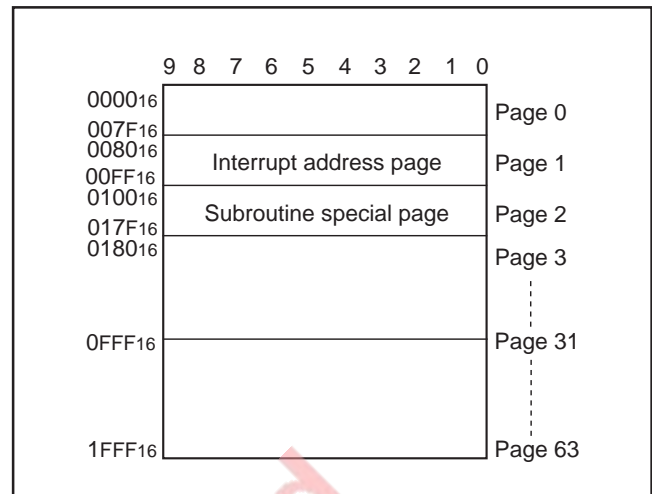 9 8 7 6 5 4 3 2 1 0
000016
Page 0
007F16
008016
Interrupt address page
Page 1
00FF16
010016
Subroutine special page
Page 2
017F16
018016
Page 3
0FFF16
Page 31
1FFF16
Page 63